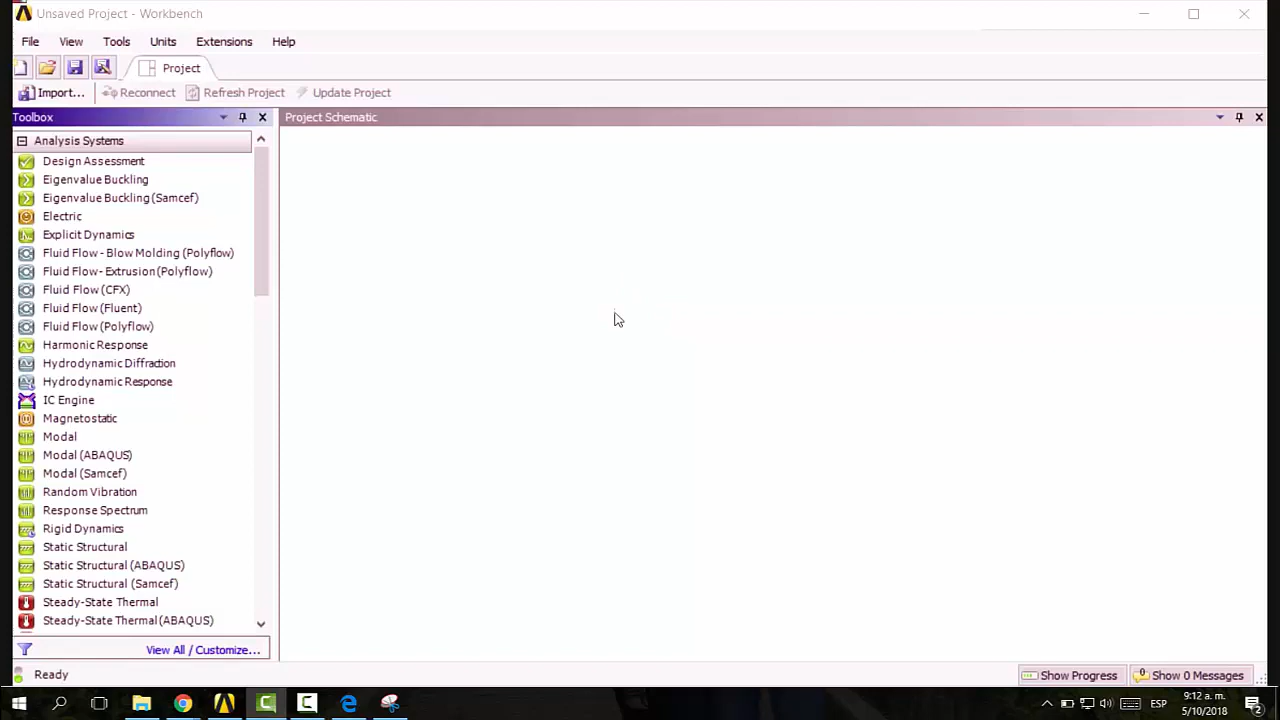 Unsaved Project - Workbench
File View Tools Units Extensions Help
Project
Import... Reconnect Refresh Project Update Project
Toolbox
Project Schematic
Analysis Systems
Design Assessment
Eigenvalue Buckling
Eigenvalue Buckling (Samcef)
Electric
Explicit Dynamics
Fluid Flow - Blow Molding (Polyflow)
Fluid Flow- Extrusion (Polyflow)
Fluid Flow (CFX)
Fluid Flow (Fluent)
Fluid Flow (Polyflow)
Harmonic Response
Hydrodynamic Diffraction
Hydrodynamic Response
IC Engine
Magnetostatic
Modal
Modal (ABAQUS)
Modal (Samcef)
Random Vibration
Response Spectrum
Rigid Dynamics
Static Structural
Static Structural (ABAQUS)
Static Structural (Samcef)
Steady-State Thermal
Steady-State Thermal (ABAQUS)
View All / Customize...
Ready
Show Progress
Show 0 Messages
ESP
9:12 a. m.
5/10/2018
2